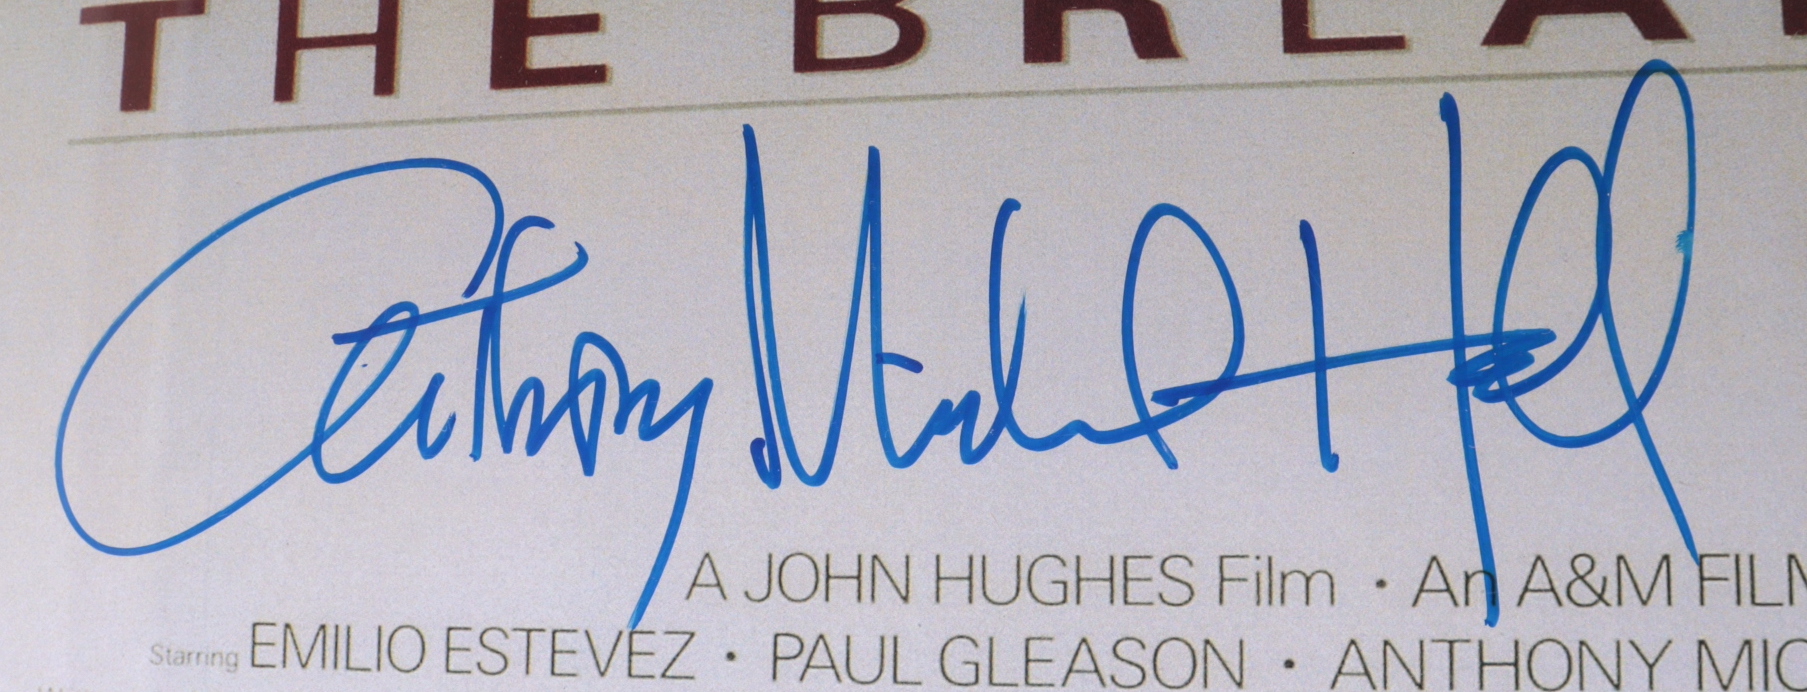 THE BREA
Anthony Michael Hall
A JOHN HUGHES Film • An A&M FILM
Starring EMILIO ESTEVEZ • PAUL GLEASON • ANTHONY MIC